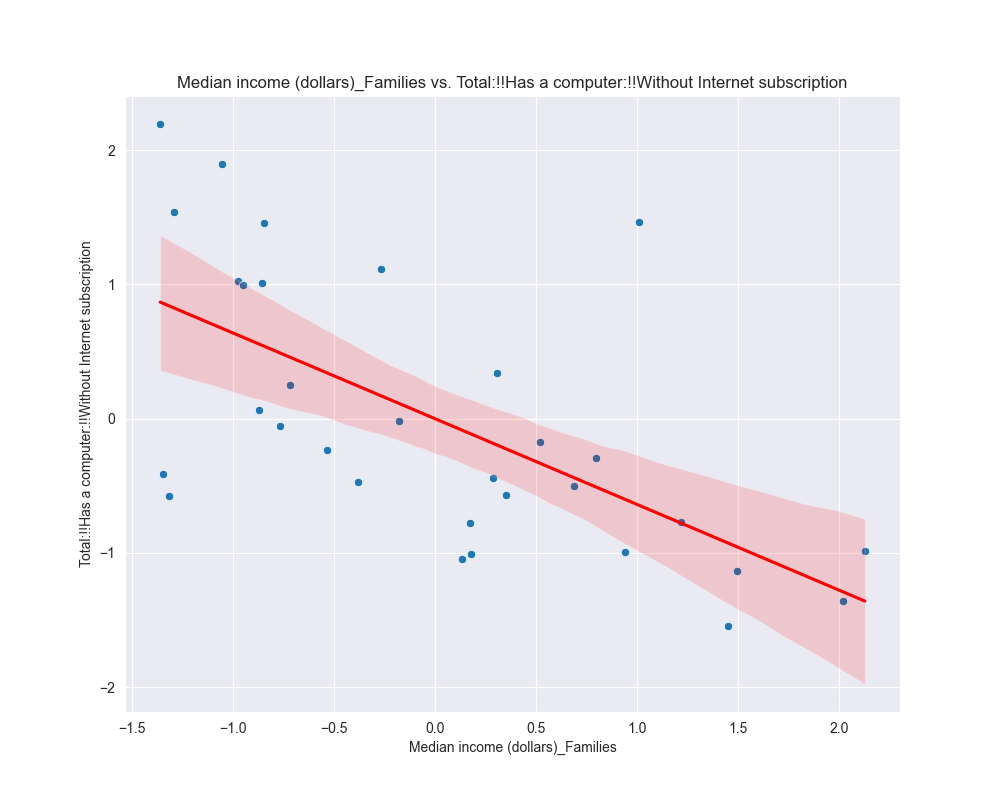 Median income (dollars)_Families vs. Total:!!Has a computer:!!Without Internet subscription
Total:!!Has a computer:!!Without Internet subscription
2
1
0
−1
−2
−1.5 −1.0 −0.5 0.0 0.5 1.0 1.5 2.0
Median income (dollars)_Families